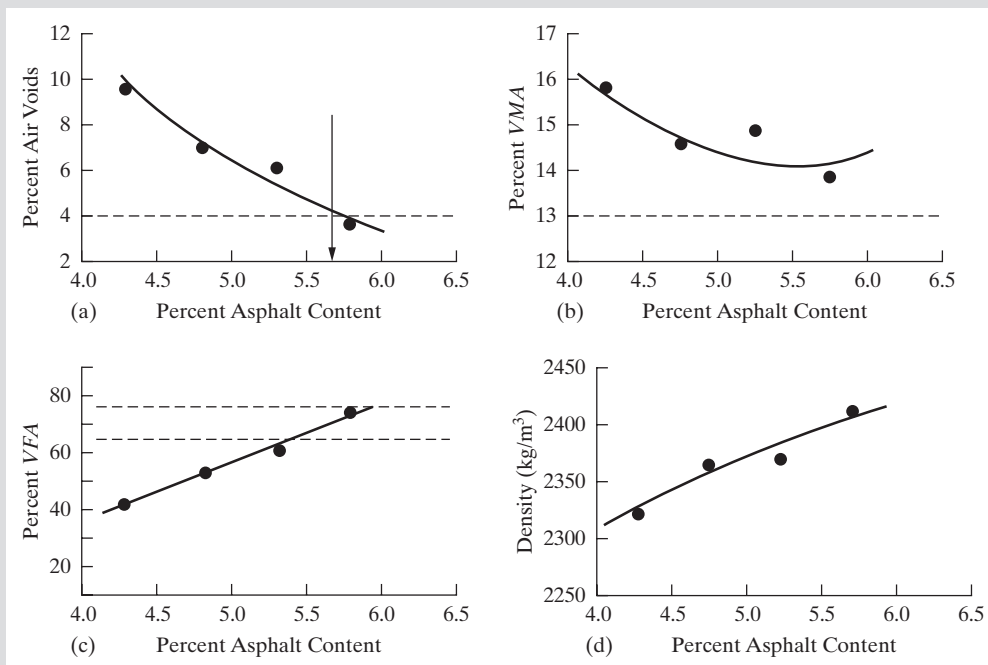 12
10
8
6
4
2
Percent Air Voids
4.0 4.5 5.0 5.5 6.0 6.5
(a) Percent Asphalt Content
17
16
15
14
13
12
Percent VMA
4.0 4.5 5.0 5.5 6.0 6.5
(b) Percent Asphalt Content
80
60
40
20
Percent VFA
4.0 4.5 5.0 5.5 6.0 6.5
(c) Percent Asphalt Content
2450
2400
2350
2300
2250
Density (kg/m³)
4.0 4.5 5.0 5.5 6.0 6.5
(d) Percent Asphalt Content